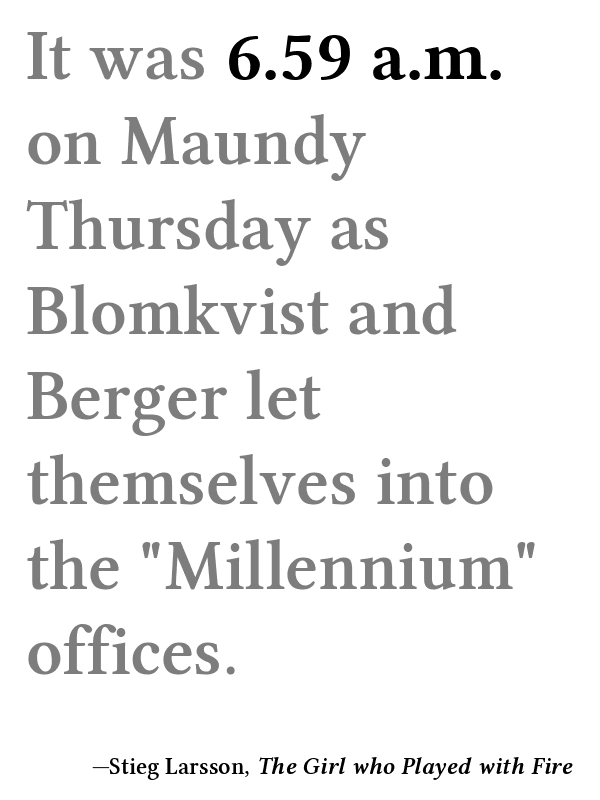 It was 6.59 a.m.
on Maundy
Thursday as
Blomkvist and
Berger let
themselves into
the "Millennium"
offices.
—Stieg Larsson, The Girl who Played with Fire